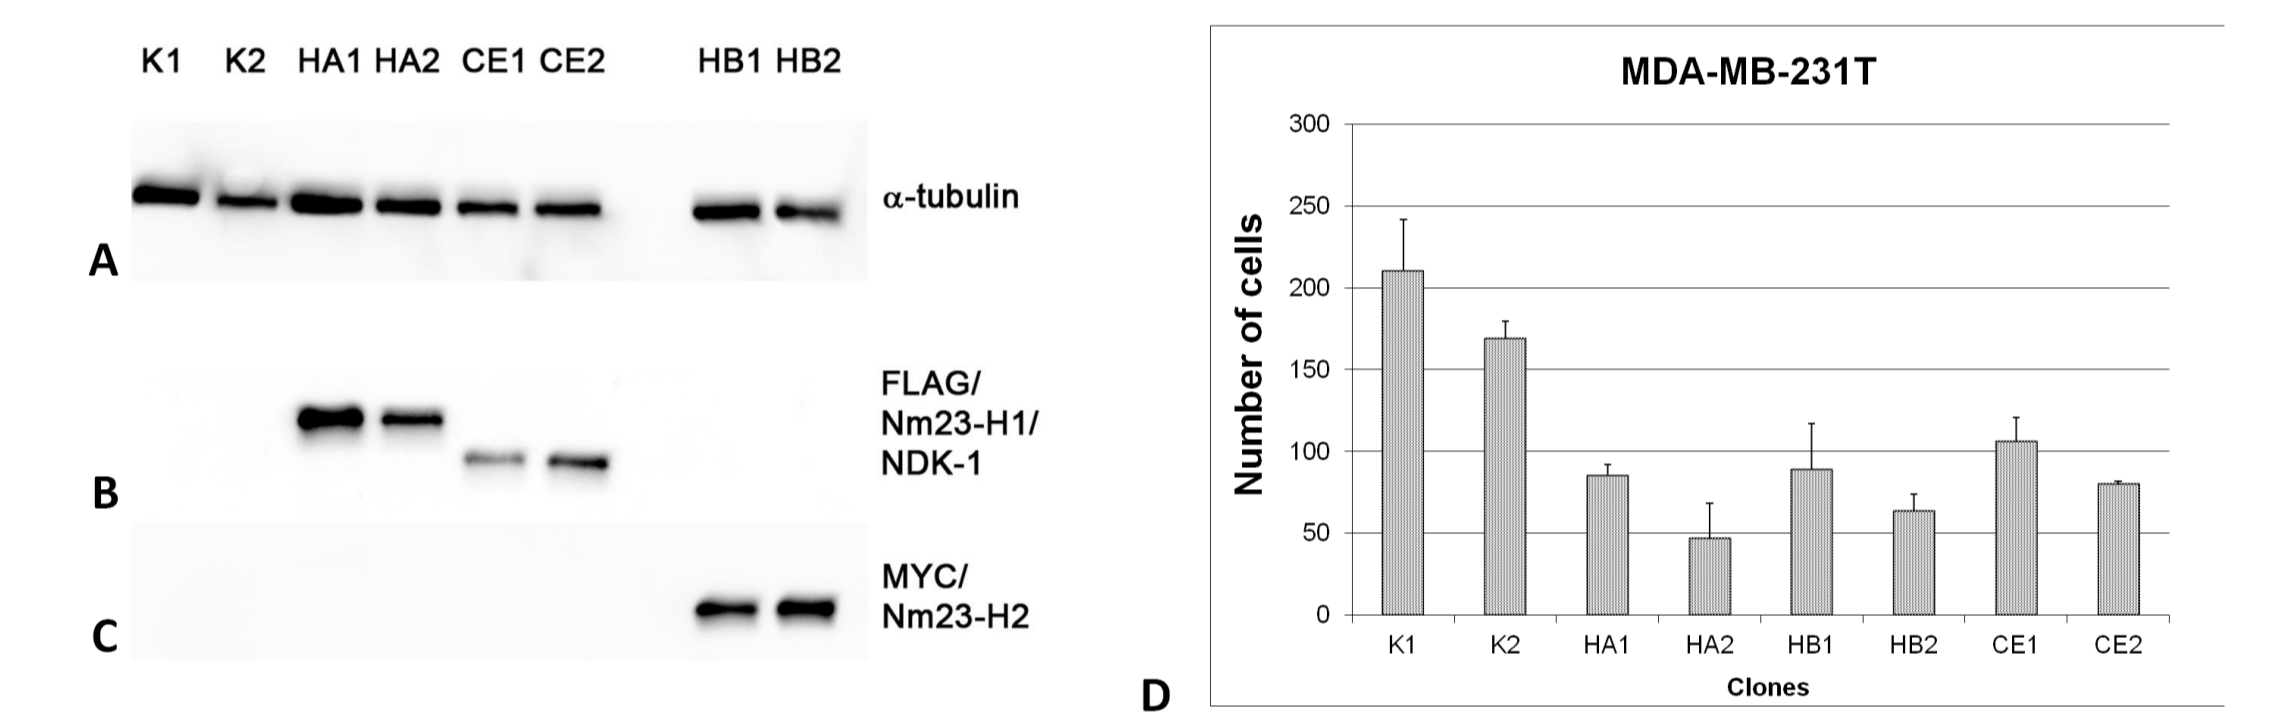 K1 K2 HA1 HA2 CE1 CE2 HB1 HB2
α-tubulin
A
FLAG/
Nm23-H1/
NDK-1
B
MYC/
Nm23-H2
C
MDA-MB-231T
Number of cells
300
250
200
150
100
50
0
K1 K2 HA1 HA2 HB1 HB2 CE1 CE2
Clones
D